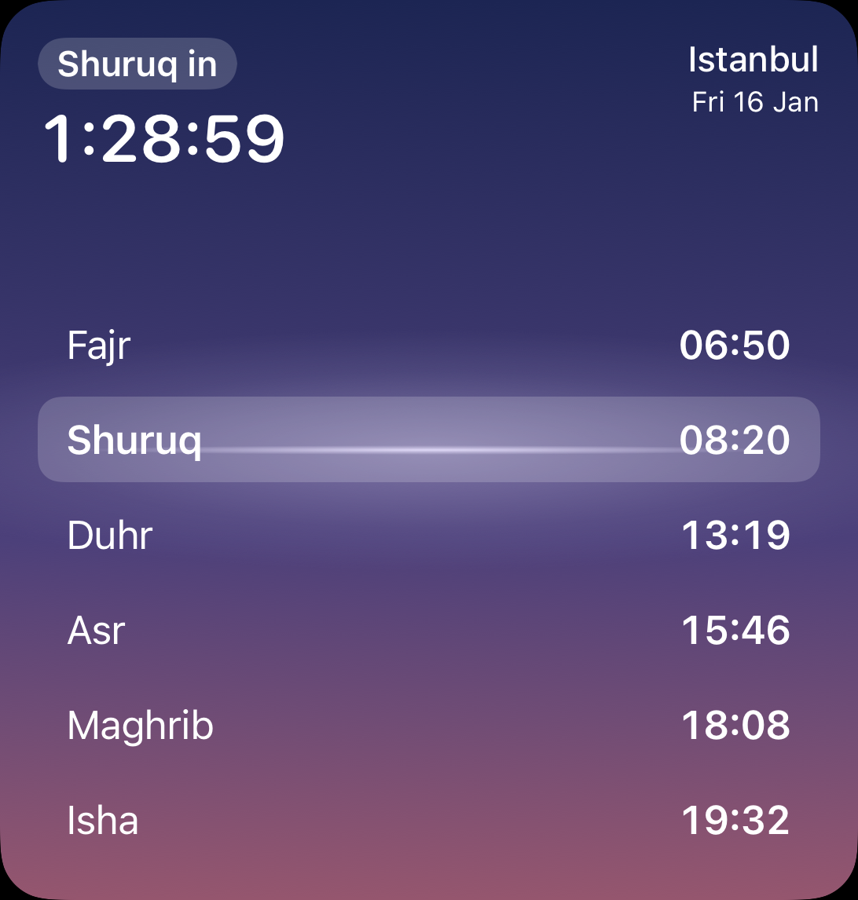 Shuruq in
1:28:59
Istanbul
Fri 16 Jan
Fajr 06:50
Shuruq 08:20
Duhr 13:19
Asr 15:46
Maghrib 18:08
Isha 19:32